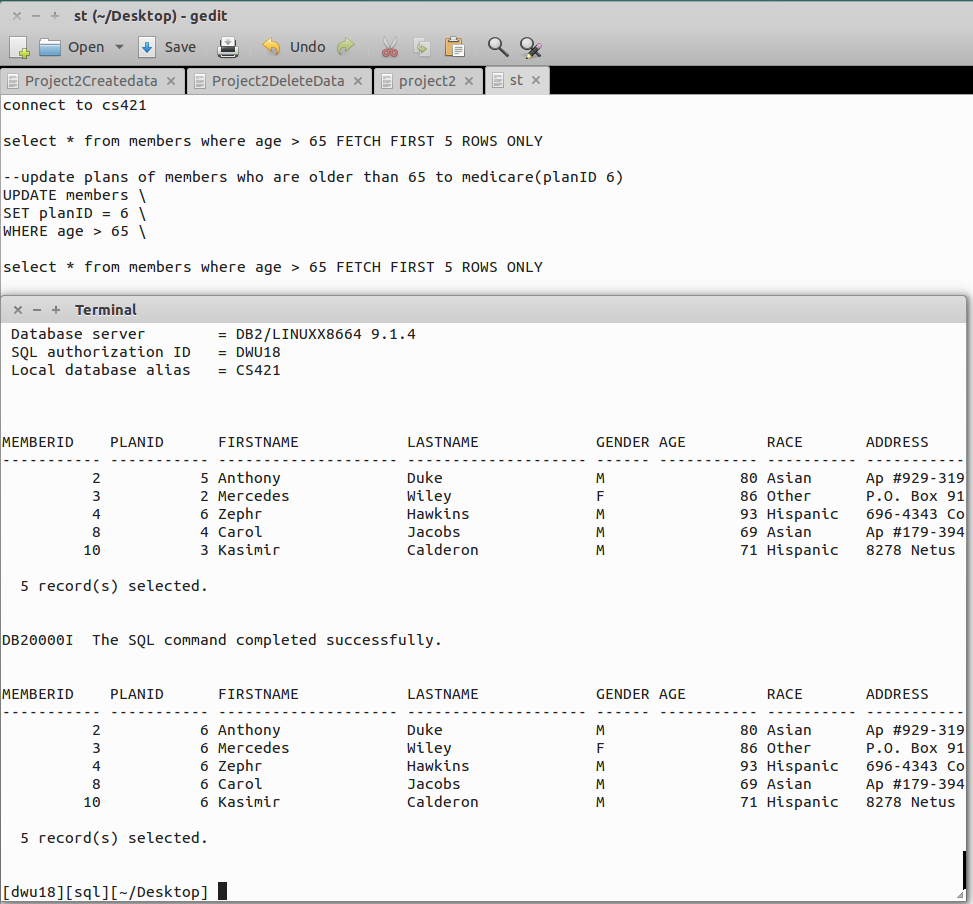 st (~/Desktop) - gedit
Open Save Undo
Project2Createdata Project2DeleteData project2 st
connect to cs421
select * from members where age > 65 FETCH FIRST 5 ROWS ONLY
--update plans of members who are older than 65 to medicare(planID 6)
UPDATE members \
SET planID = 6 \
WHERE age > 65 \
select * from members where age > 65 FETCH FIRST 5 ROWS ONLY
Terminal
Database server = DB2/LINUXX8664 9.1.4
SQL authorization ID = DWU18
Local database alias = CS421
MEMBERID PLANID FIRSTNAME LASTNAME GENDER AGE RACE ADDRESS
----------- ----------- -------------------- -------------------- ------ ----------- ---------- -----------
2 5 Anthony Duke M 80 Asian Ap #929-319
3 2 Mercedes Wiley F 86 Other P.O. Box 91
4 6 Zephr Hawkins M 93 Hispanic 696-4343 Co
8 4 Carol Jacobs M 69 Asian Ap #179-394
10 3 Kasimir Calderon M 71 Hispanic 8278 Netus
5 record(s) selected.
DB20000I The SQL command completed successfully.
MEMBERID PLANID FIRSTNAME LASTNAME GENDER AGE RACE ADDRESS
----------- ----------- -------------------- -------------------- ------ ----------- ---------- -----------
2 6 Anthony Duke M 80 Asian Ap #929-319
3 6 Mercedes Wiley F 86 Other P.O. Box 91
4 6 Zephr Hawkins M 93 Hispanic 696-4343 Co
8 6 Carol Jacobs M 69 Asian Ap #179-394
10 6 Kasimir Calderon M 71 Hispanic 8278 Netus
5 record(s) selected.
[dwu18][sql][~/Desktop]